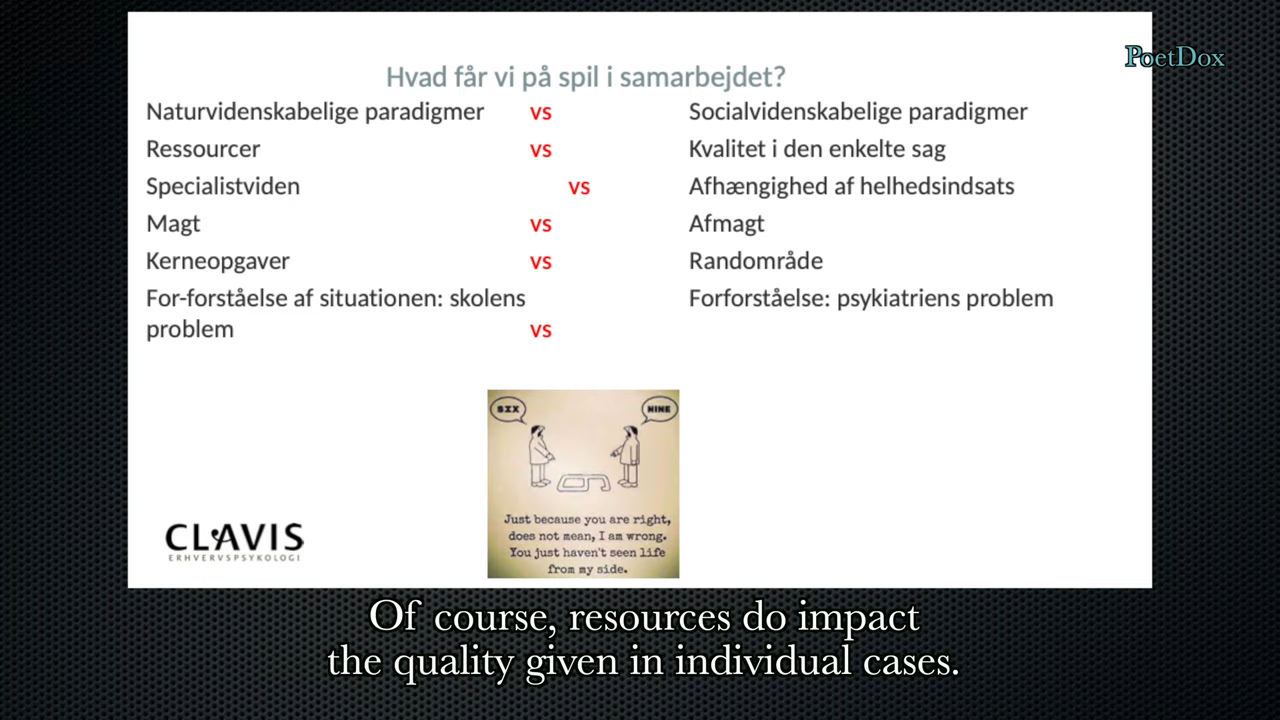 PoetDox
Hvad får vi på spil i samarbejdet?
Naturvidenskabelige paradigmer vs Socialvidenskabelige paradigmer
Ressourcer vs Kvalitet i den enkelte sag
Specialistviden vs Afhængighed af helhedsindsats
Magt vs Afmagt
Kerneopgaver vs Randområde
For-forståelse af situationen: skolens Forforståelse: psykiatriens problem
problem vs
SIX NINE
Just because you are right,
does not mean, I am wrong.
You just haven't seen life
from my side.
CLAVIS
ERHVERVSPSYKOLOGI
Of course, resources do impact
the quality given in individual cases.